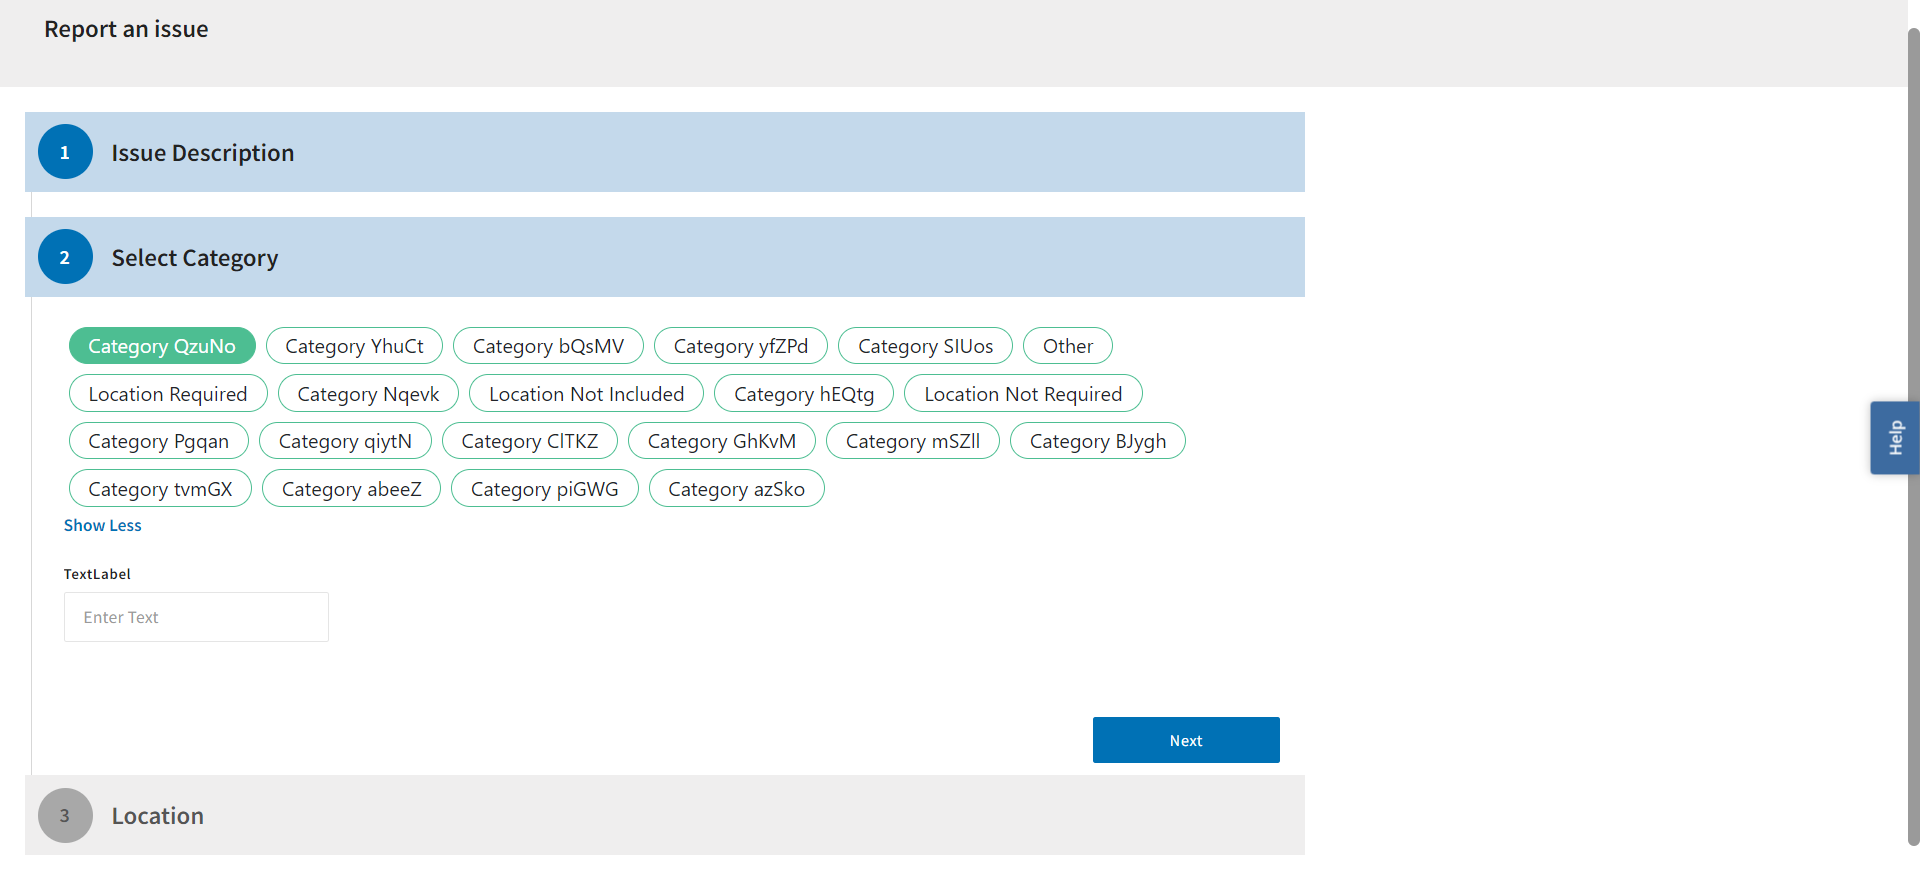 Report an issue
1 Issue Description
2 Select Category
Category QzuNo Category YhuCt Category bQsMV Category yfZPd Category SIUos Other
Location Required Category Nqevk Location Not Included Category hEQtg Location Not Required
Category Pgqan Category qiytN Category ClTKZ Category GhKvM Category mSZll Category BJygh
Category tvmGX Category abeeZ Category piGWG Category azSko
Show Less
TextLabel
Enter Text
Next
3 Location
Help